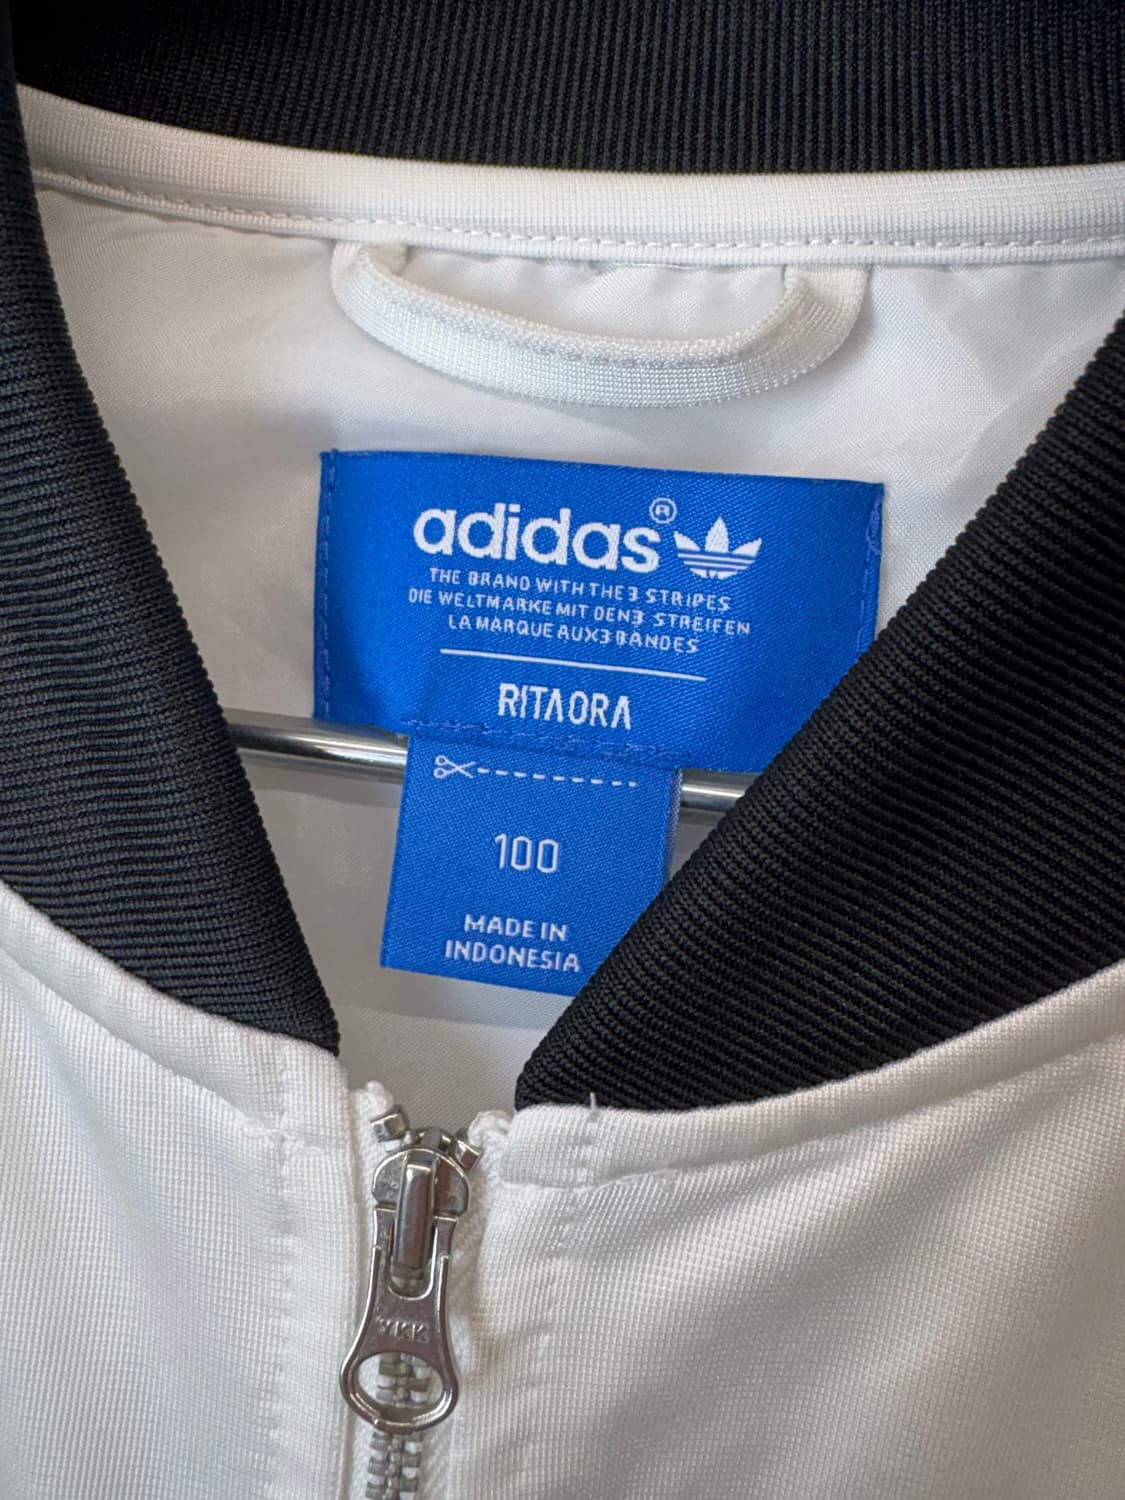 adidas®
THE BRAND WITH THE 3 STRIPES
DIE WELTMARKE MIT DEN 3 STREIFEN
LA MARQUE AUX 3 BANDES
RITA ORA
100
MADE IN
INDONESIA
YKK